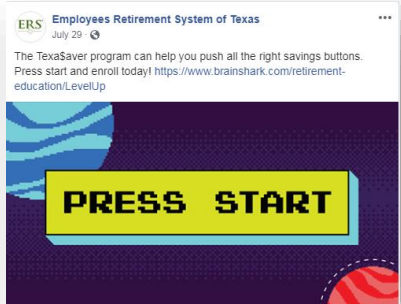 ERS
Employees Retirement System of Texas
July 29 ·
The Texa$aver program can help you push all the right savings buttons.
Press start and enroll today! https://www.brainshark.com/retirement-
education/LevelUp
PRESS START